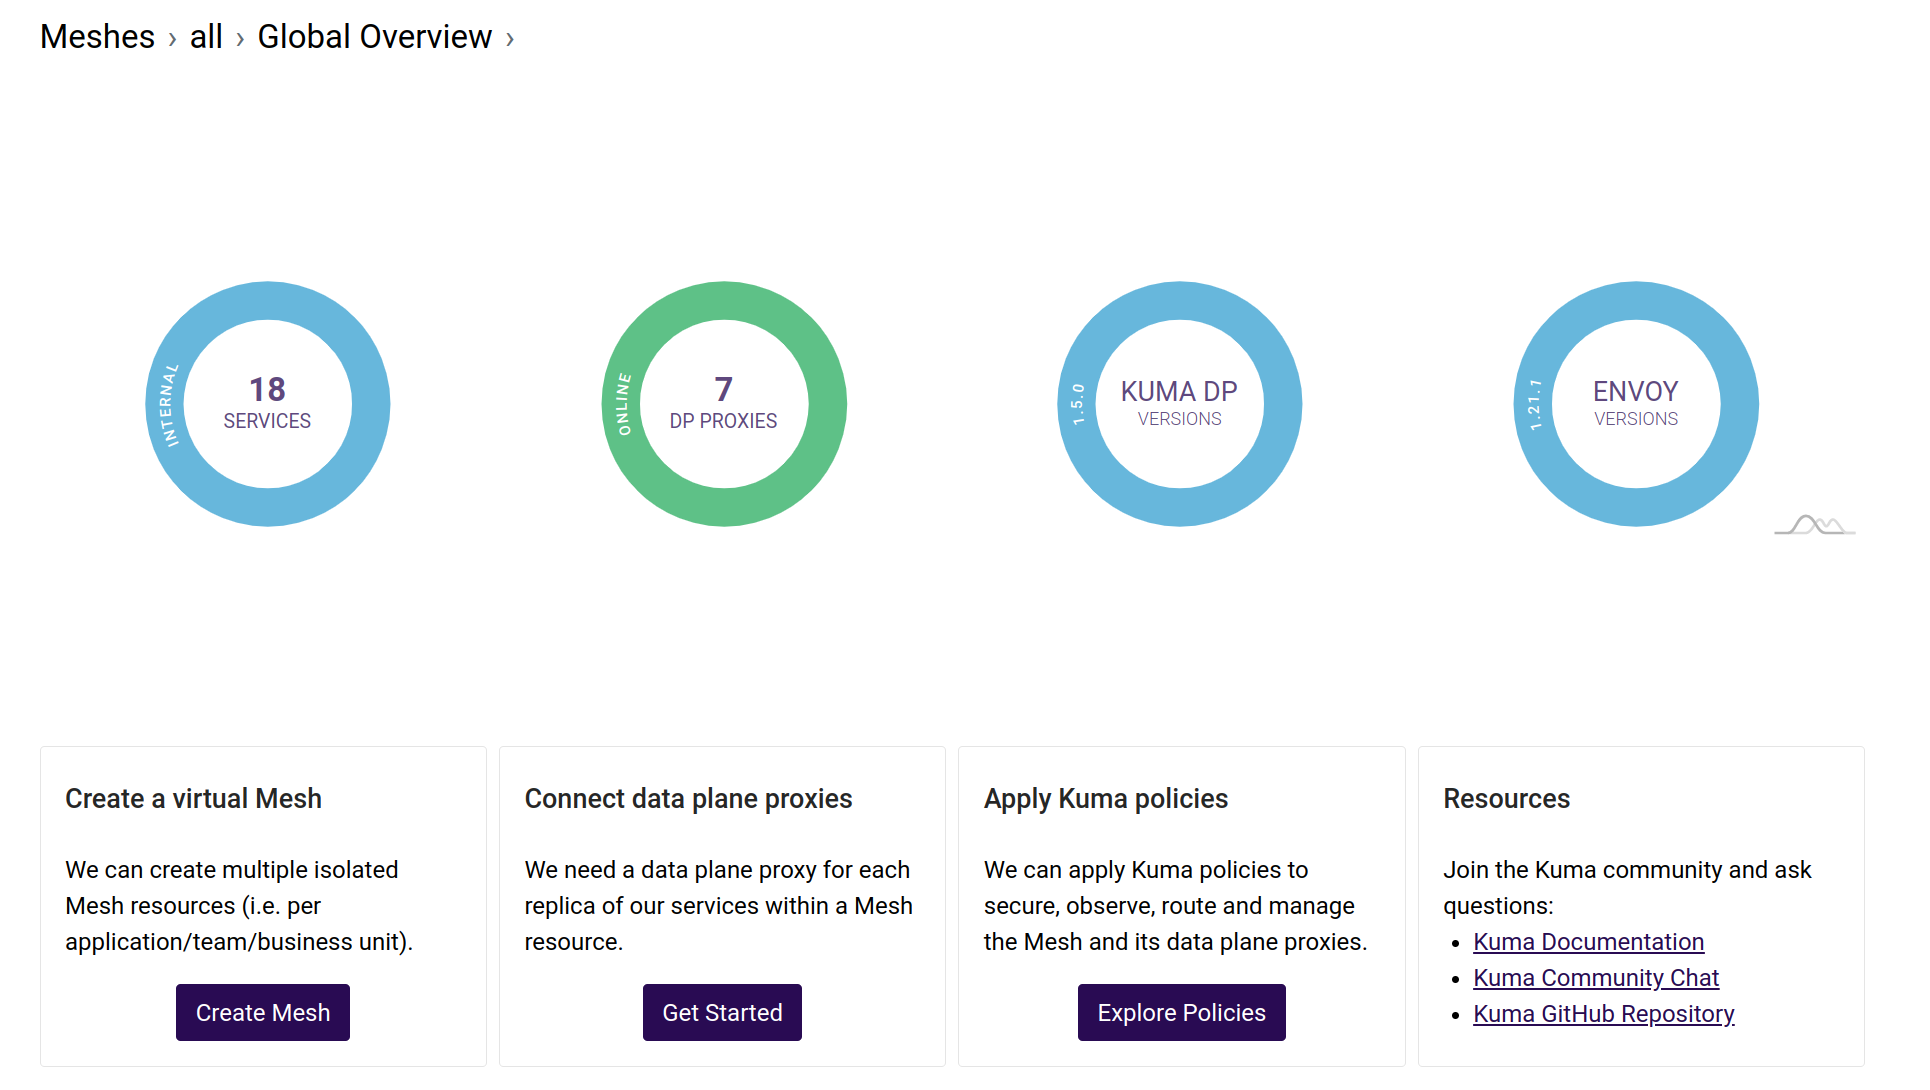 Meshes › all › Global Overview ›
INTERNAL
18
SERVICES
ONLINE
7
DP PROXIES
1.5.0
KUMA DP
VERSIONS
1.21.1
ENVOY
VERSIONS
Create a virtual Mesh
We can create multiple isolated
Mesh resources (i.e. per
application/team/business unit).
Create Mesh
Connect data plane proxies
We need a data plane proxy for each
replica of our services within a Mesh
resource.
Get Started
Apply Kuma policies
We can apply Kuma policies to
secure, observe, route and manage
the Mesh and its data plane proxies.
Explore Policies
Resources
Join the Kuma community and ask
questions:
• Kuma Documentation
• Kuma Community Chat
• Kuma GitHub Repository